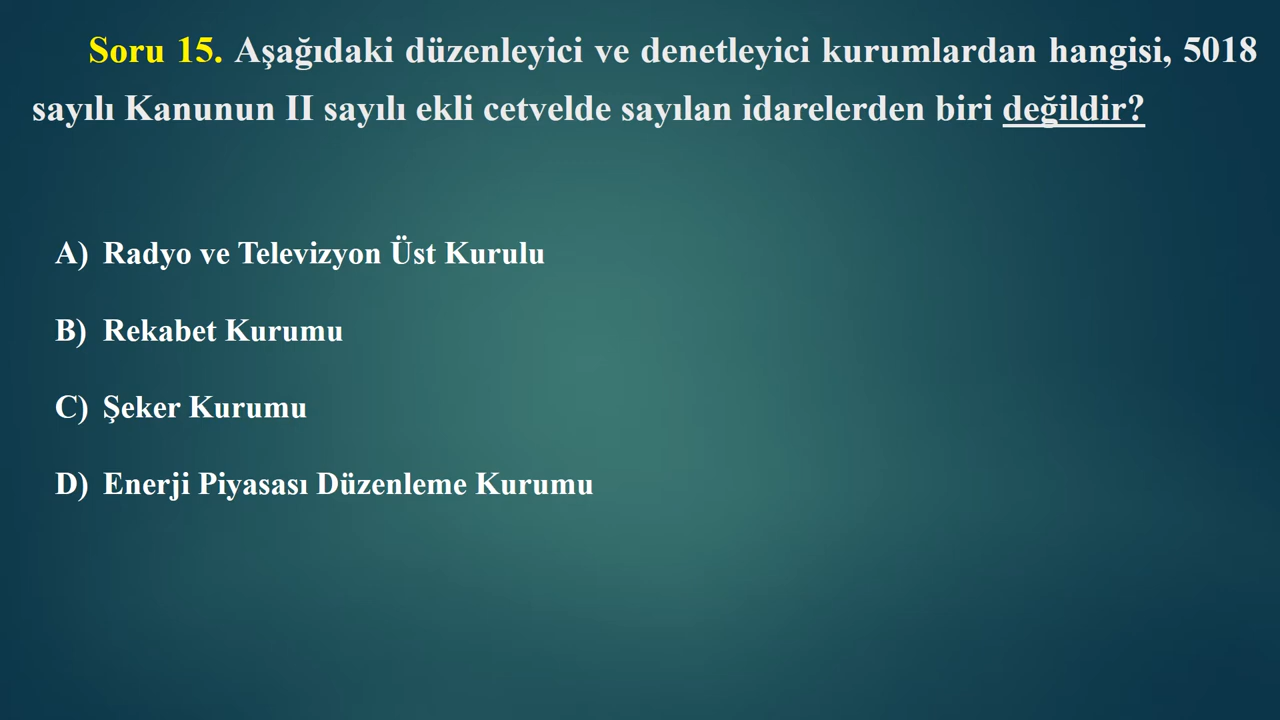 Soru 15. Aşağıdaki düzenleyici ve denetleyici kurumlardan hangisi, 5018
sayılı Kanunun II sayılı ekli cetvelde sayılan idarelerden biri değildir?
A) Radyo ve Televizyon Üst Kurulu
B) Rekabet Kurumu
C) Şeker Kurumu
D) Enerji Piyasası Düzenleme Kurumu